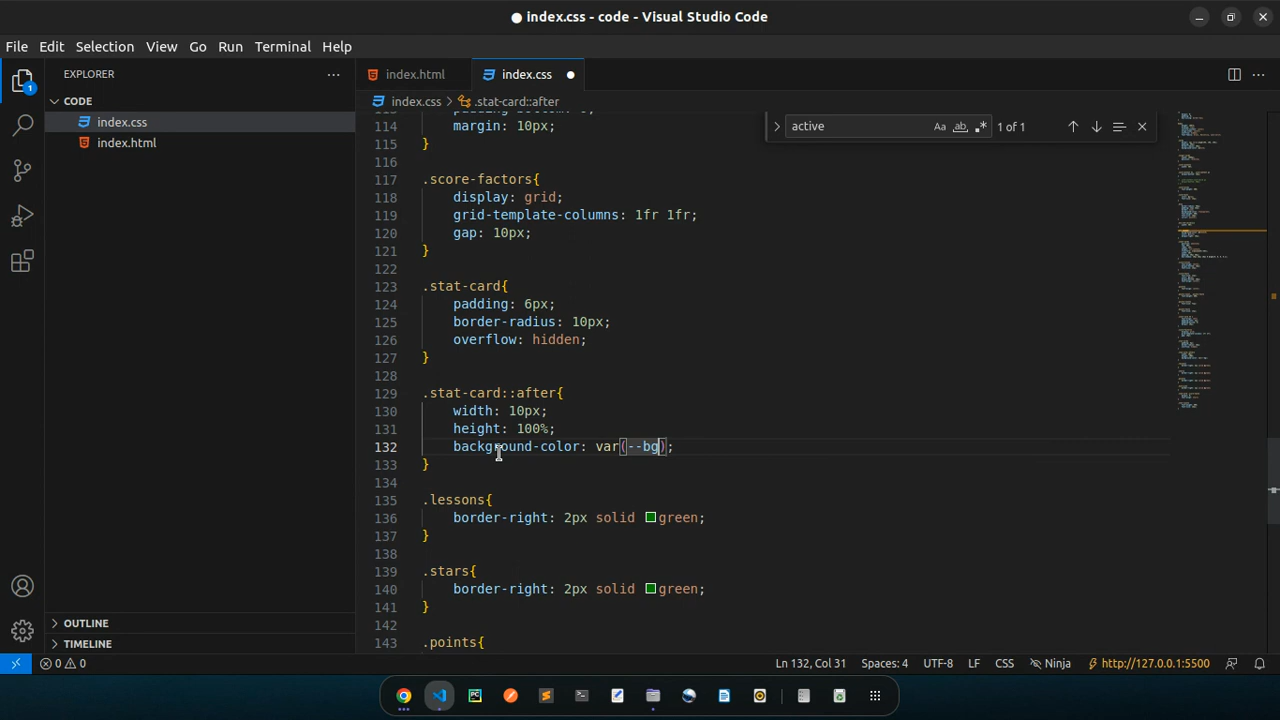 index.css - code - Visual Studio Code
File Edit Selection View Go Run Terminal Help
EXPLORER
index.html
index.css
CODE
index.css
index.html
index.css > .stat-card::after
active
Aa ab 1 of 1
114 margin: 10px;
115 }
116
117 .score-factors{
118 display: grid;
119 grid-template-columns: 1fr 1fr;
120 gap: 10px;
121 }
122
123 .stat-card{
124 padding: 6px;
125 border-radius: 10px;
126 overflow: hidden;
127 }
128
129 .stat-card::after{
130 width: 10px;
131 height: 100%;
132 background-color: var(--bg);
133 }
134
135 .lessons{
136 border-right: 2px solid green;
137 }
138
139 .stars{
140 border-right: 2px solid green;
141 }
142
143 .points{
OUTLINE
TIMELINE
0 0
Ln 132, Col 31 Spaces: 4 UTF-8 LF CSS Ninja http://127.0.0.1:5500
1